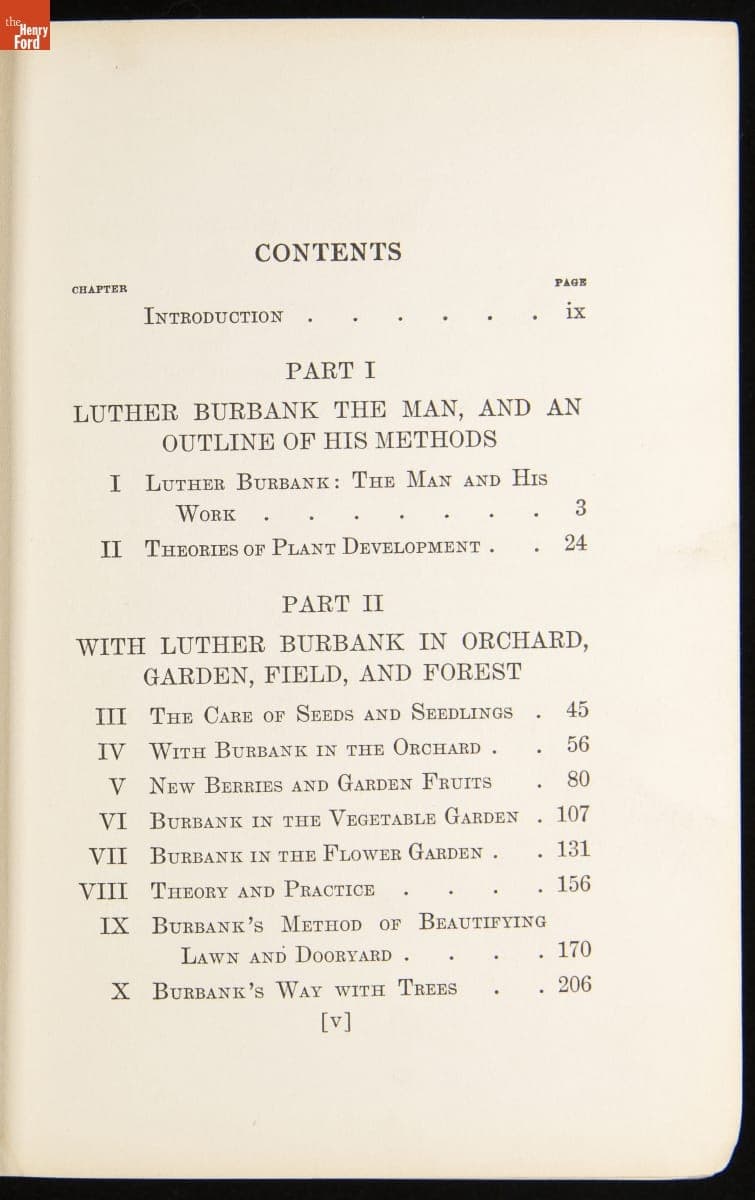 the
Henry
Ford
CONTENTS
CHAPTER PAGE
INTRODUCTION . . . . . . ix
PART I
LUTHER BURBANK THE MAN, AND AN
OUTLINE OF HIS METHODS
I LUTHER BURBANK: THE MAN AND HIS
WORK . . . . . . . 3
II THEORIES OF PLANT DEVELOPMENT . . 24
PART II
WITH LUTHER BURBANK IN ORCHARD,
GARDEN, FIELD, AND FOREST
III THE CARE OF SEEDS AND SEEDLINGS . 45
IV WITH BURBANK IN THE ORCHARD . . 56
V NEW BERRIES AND GARDEN FRUITS . 80
VI BURBANK IN THE VEGETABLE GARDEN . 107
VII BURBANK IN THE FLOWER GARDEN . . 131
VIII THEORY AND PRACTICE . . . . 156
IX BURBANK'S METHOD OF BEAUTIFYING
LAWN AND DOORYARD . . . . 170
X BURBANK'S WAY WITH TREES . . 206
[v]